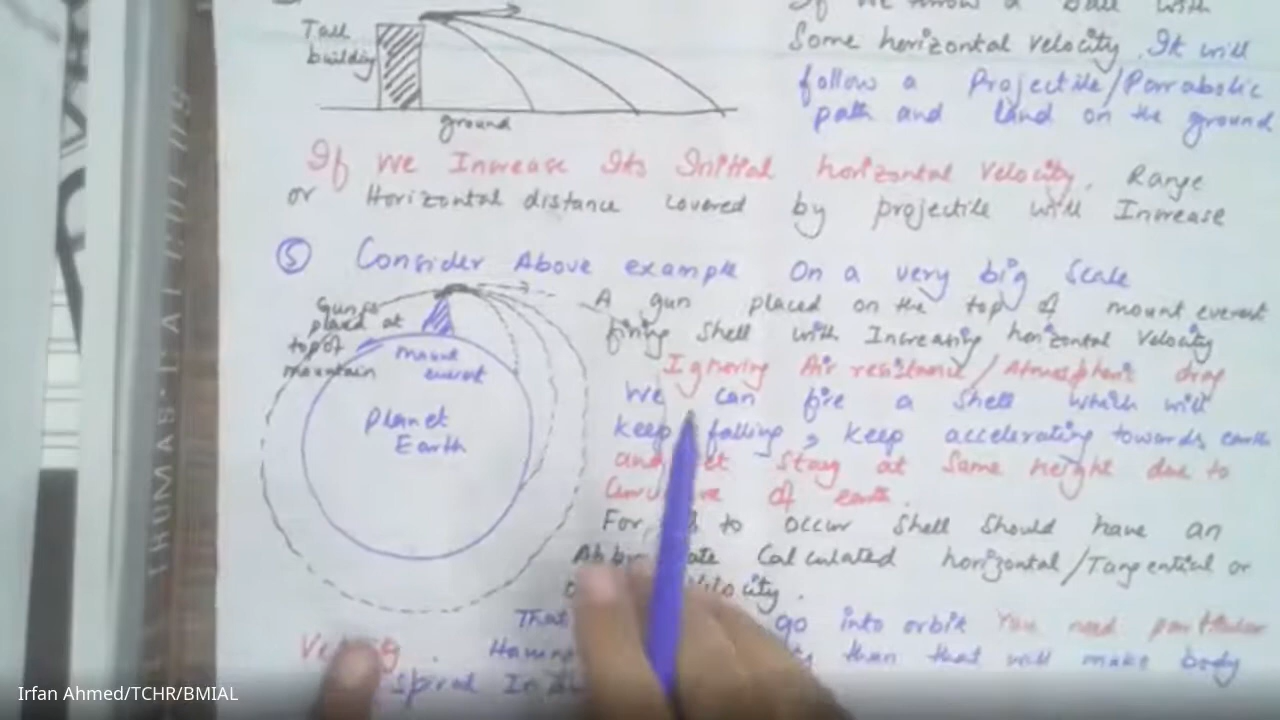 Tall
building
ground
Some horizontal velocity. It will
follow a Projectile/Parrabolic
path and land on the ground
If We Increase Its Initial horizontal velocity. Range
or Horizontal distance covered by projectile will Increase
5 Consider Above example On a very big Scale
Gun is
placed at
top of
mountain
mount
everest
Planet
Earth
A gun placed on the top of mount everest
firing shell with Increasing horizontal Velocity
Ignoring Air resistance/Atmospheric drag
We can fire a shell which will
keep falling, keep accelerating towards earth
and stay at same height due to
of earth.
For to occur shell should have an
Calculated horizontal/Tangential or
That go into orbit You need particular
than that will make body
spiral In
THOMAS
Irfan Ahmed/TCHR/BMIAL